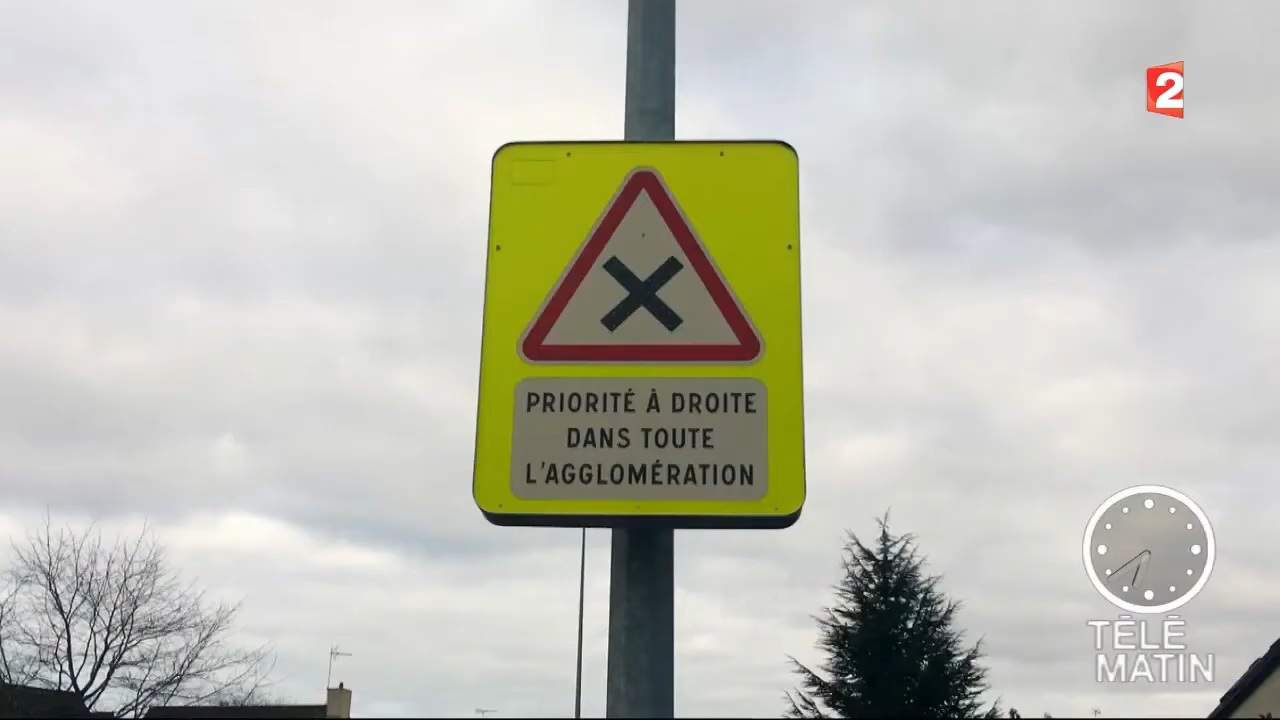 2
PRIORITÉ À DROITE
DANS TOUTE
L'AGGLOMÉRATION
TÉLÉ
MATIN